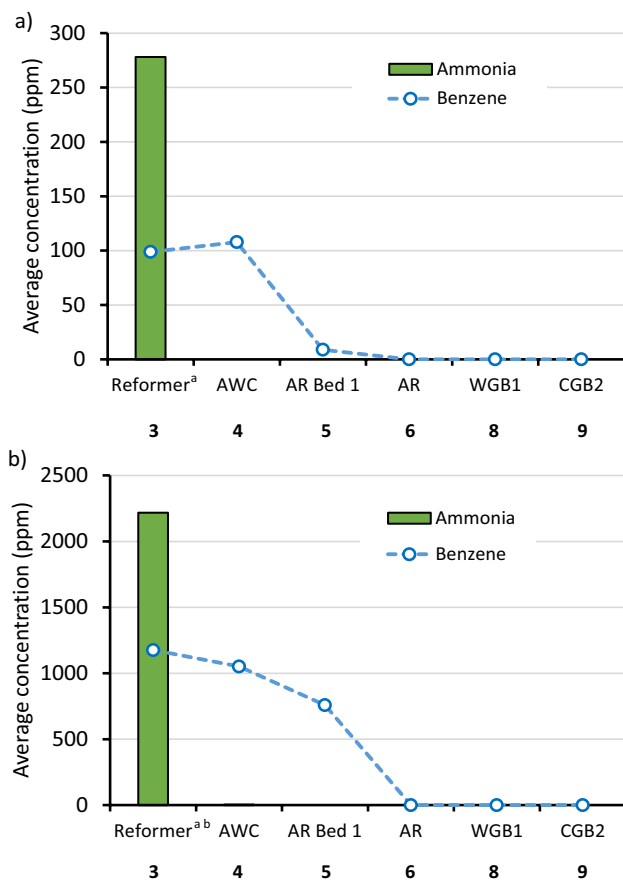 a)
Average concentration (ppm)
300
250
200
150
100
50
0
Ammonia
Benzene
Reformerᵃ AWC AR Bed 1 AR WGB1 CGB2
3 4 5 6 8 9
b)
Average concentration (ppm)
2500
2000
1500
1000
500
0
Ammonia
Benzene
Reformerᵃ ᵇ AWC AR Bed 1 AR WGB1 CGB2
3 4 5 6 8 9